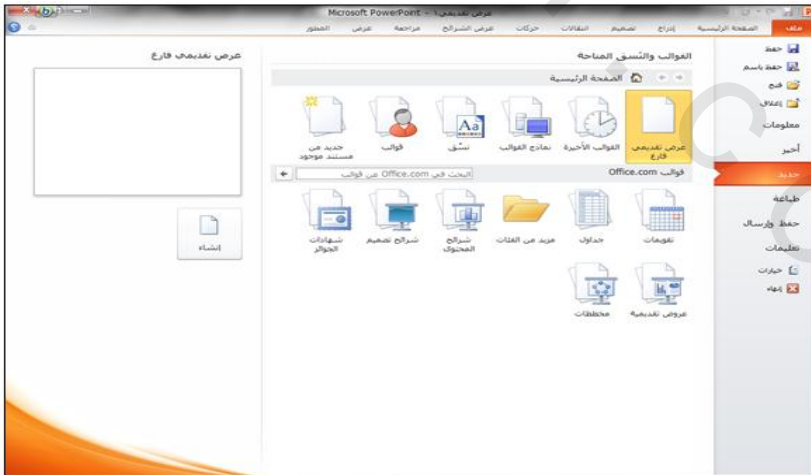 عرض تقديمي١ - Microsoft PowerPoint
ملف الصفحة الرئيسية إدراج تصميم انتقالات حركات عرض الشرائح مراجعة عرض المطور
حفظ
حفظ باسم
فتح
إغلاق
معلومات
أخير
جديد
طباعة
حفظ وإرسال
تعليمات
خيارات
إنهاء
القوالب والنسق المتاحة
الصفحة الرئيسية
عرض تقديمي فارغ
القوالب الأخيرة
نماذج القوالب
نسق
قوالب
جديد من
مستند موجود
قوالب Office.com
البحث في Office.com عن قوالب
تقويمات
جداول
مزيد من الفئات
شرائح
المحتوى
شرائح تصميم
شهادات
الجوائز
عروض تقديمية
مخططات
عرض تقديمي فارغ
إنشاء